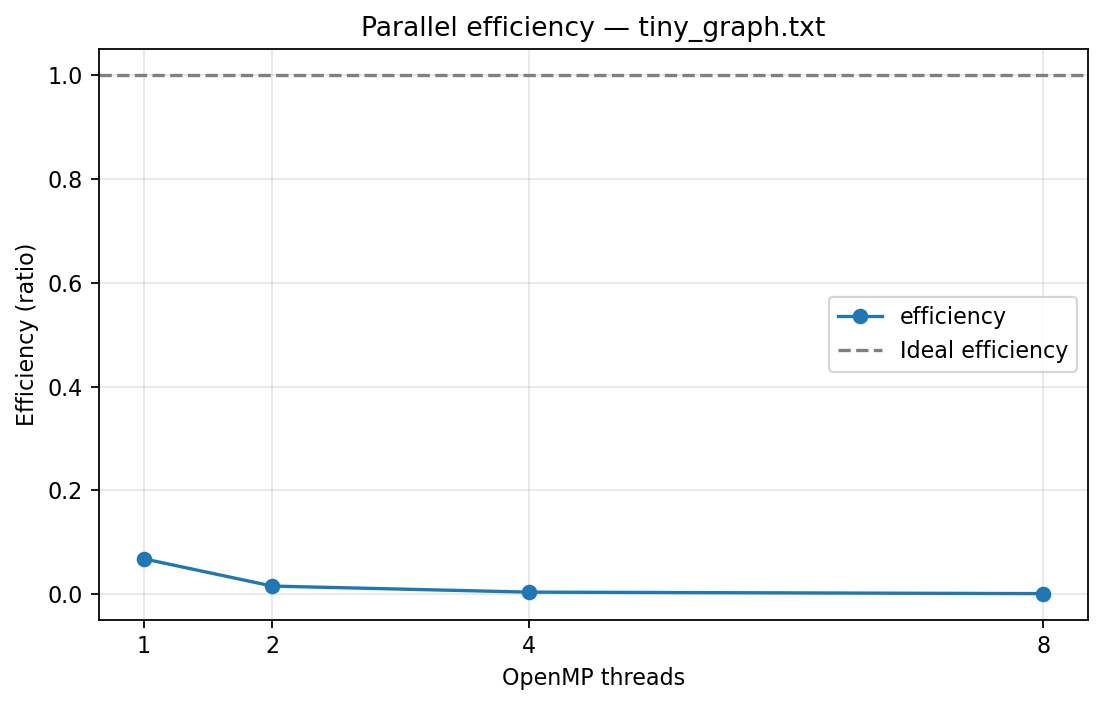 Parallel efficiency — tiny_graph.txt
1.0
0.8
0.6
0.4
0.2
0.0
Efficiency (ratio)
efficiency
Ideal efficiency
1 2 4 8
OpenMP threads